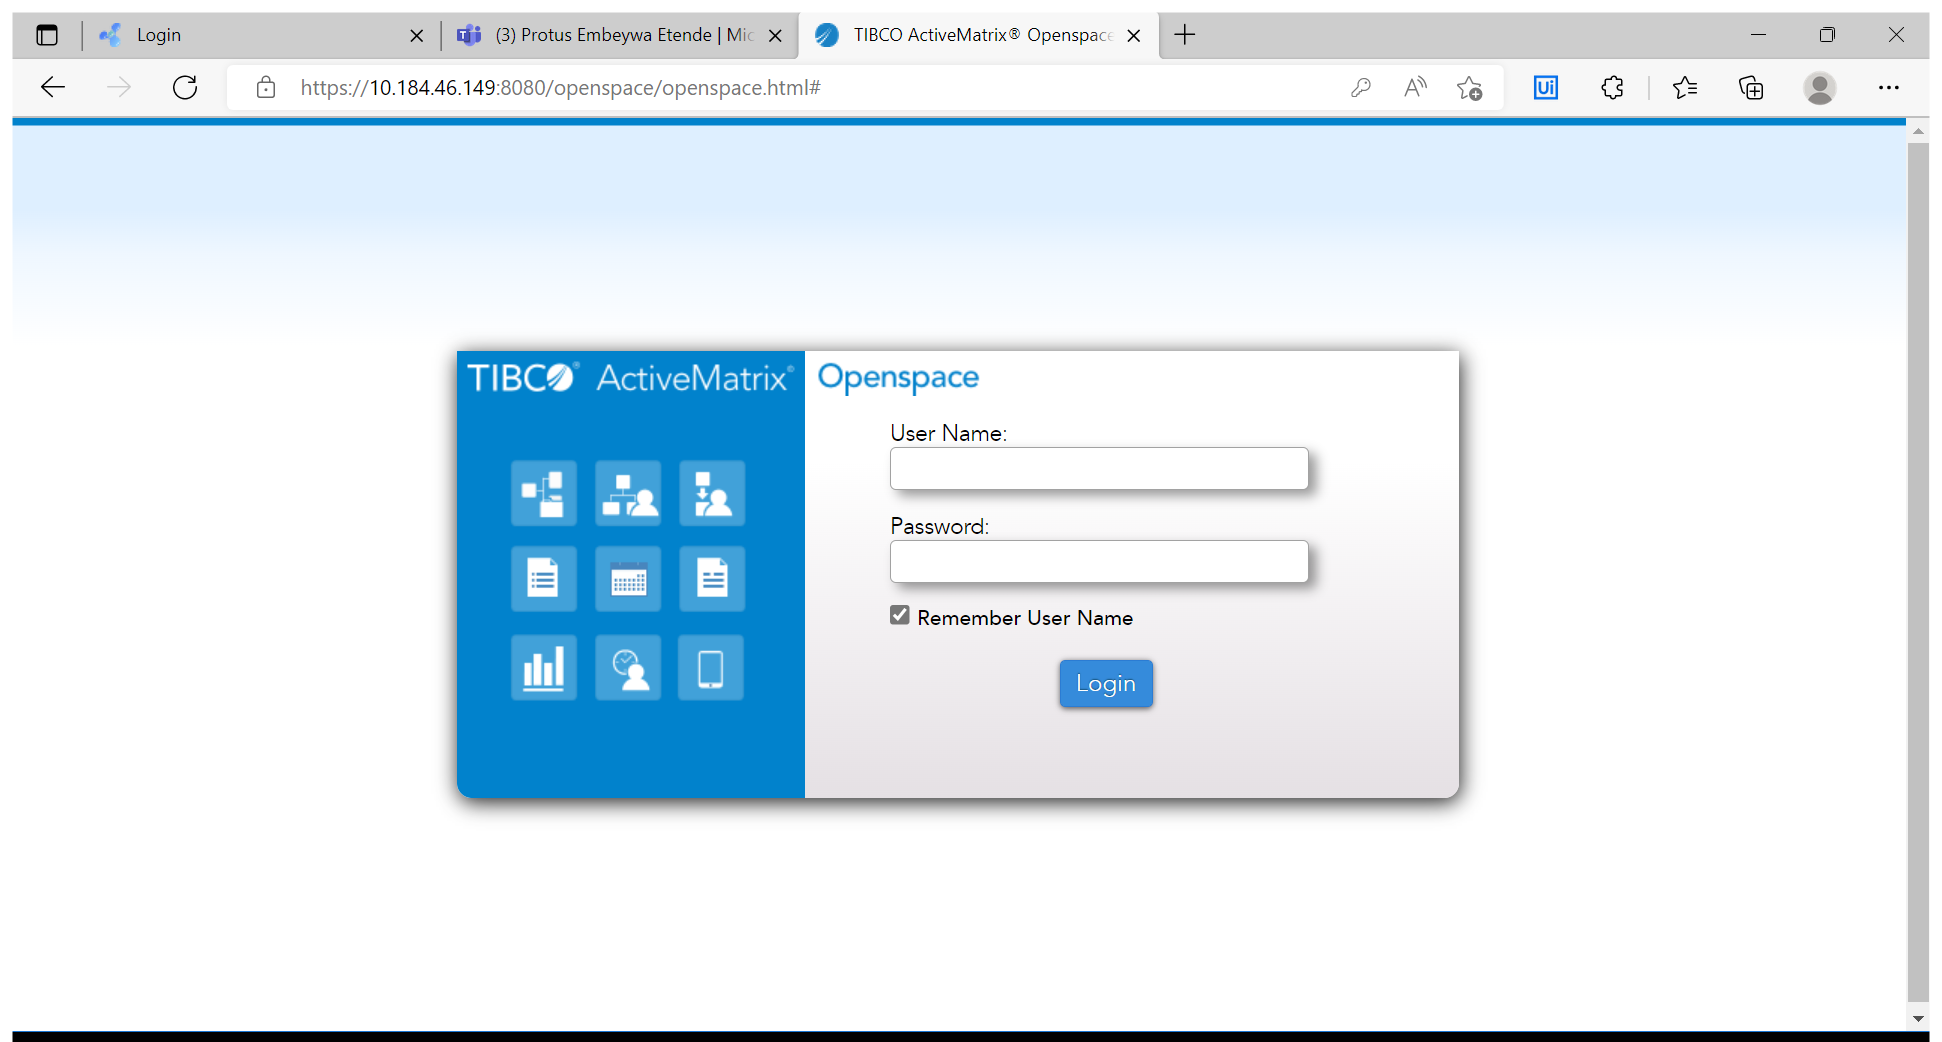 Login
(3) Protus Embeywa Etende | Mic
TIBCO ActiveMatrix® Openspace
https://10.184.46.149:8080/openspace/openspace.html#
A
Ui
TIBCO® ActiveMatrix®
Openspace
User Name:
Password:
Remember User Name
Login